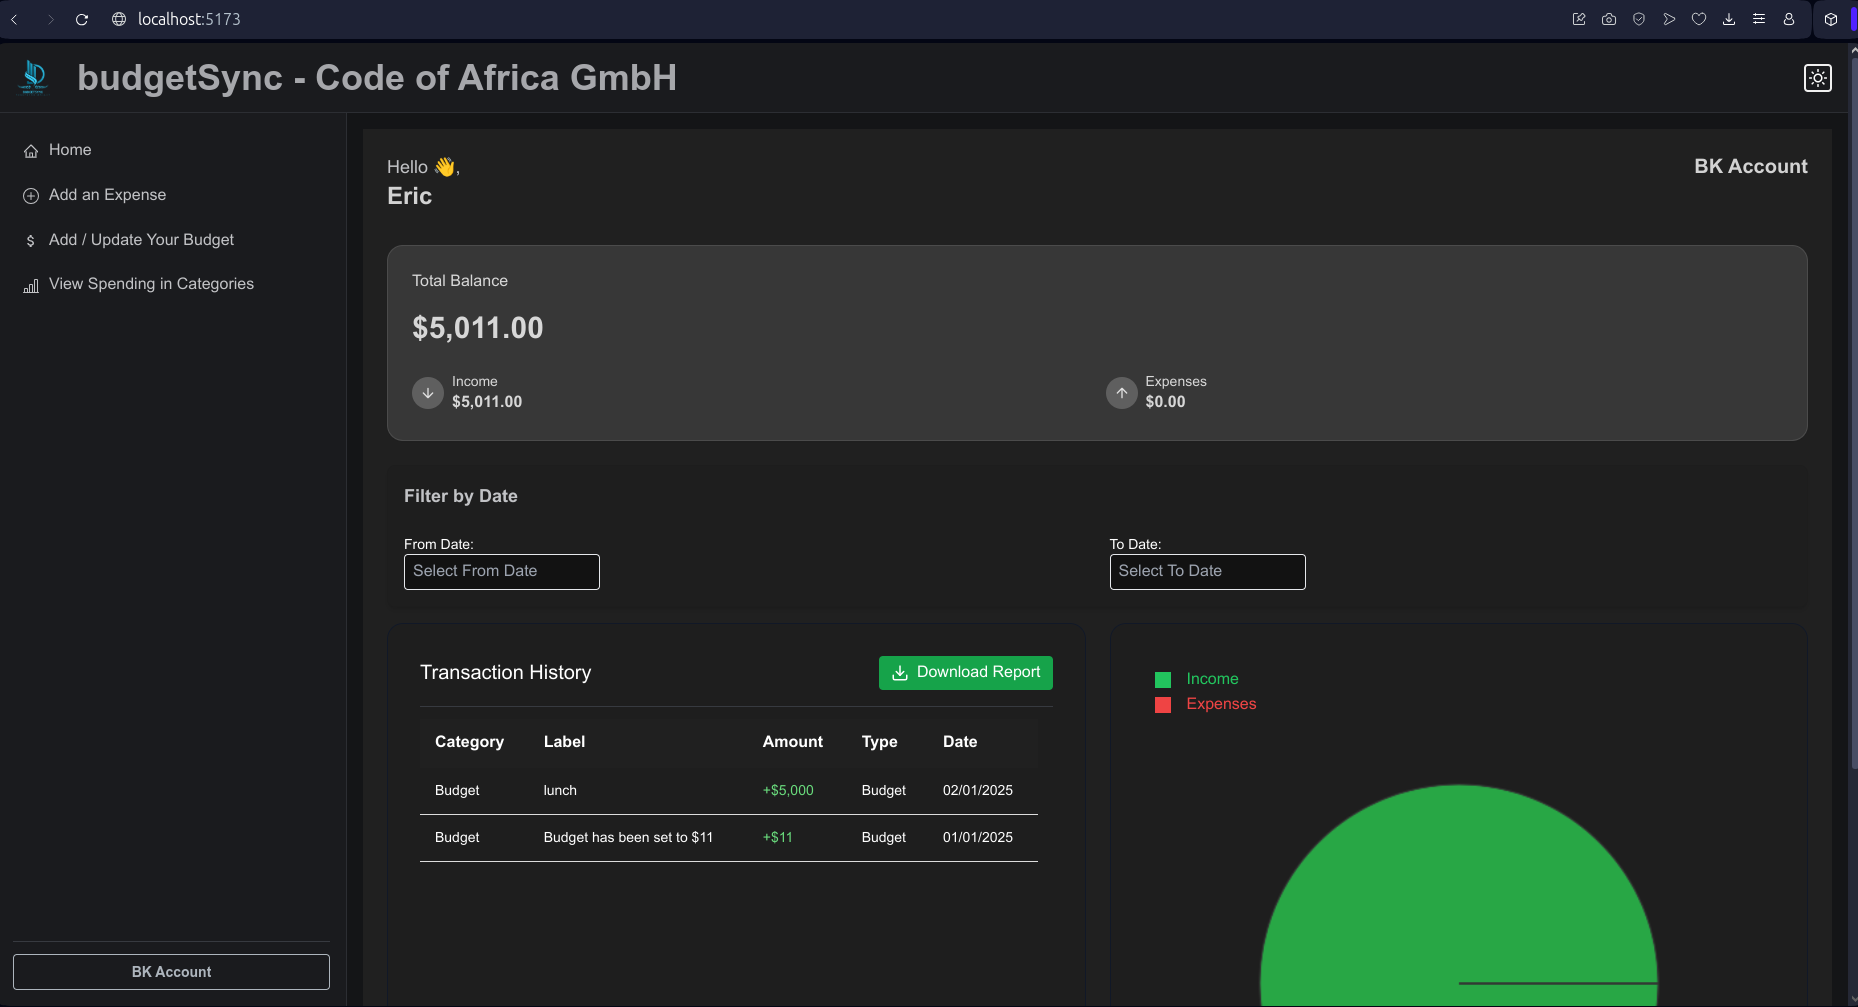 localhost:5173
budgetSync - Code of Africa GmbH
Home
Add an Expense
Add / Update Your Budget
View Spending in Categories
BK Account
Hello 👋,
Eric
BK Account
Total Balance
$5,011.00
Income
$5,011.00
Expenses
$0.00
Filter by Date
From Date:
Select From Date
To Date:
Select To Date
Transaction History
Download Report
Category Label Amount Type Date
Budget lunch +$5,000 Budget 02/01/2025
Budget Budget has been set to $11 +$11 Budget 01/01/2025
Income
Expenses